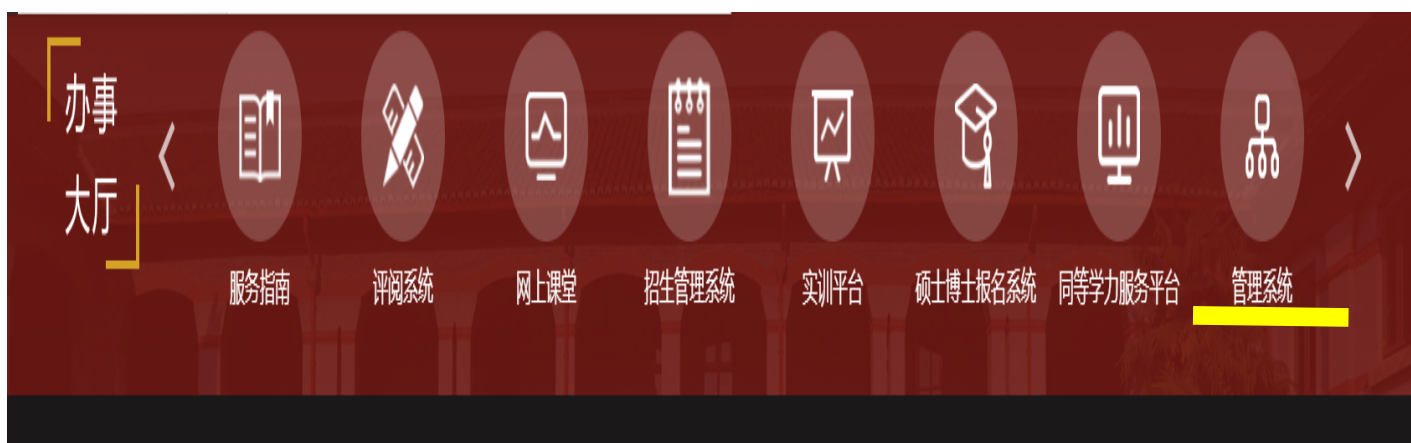 办事
大厅
服务指南
评阅系统
网上课堂
招生管理系统
实训平台
硕士博士报名系统
同等学力服务平台
管理系统